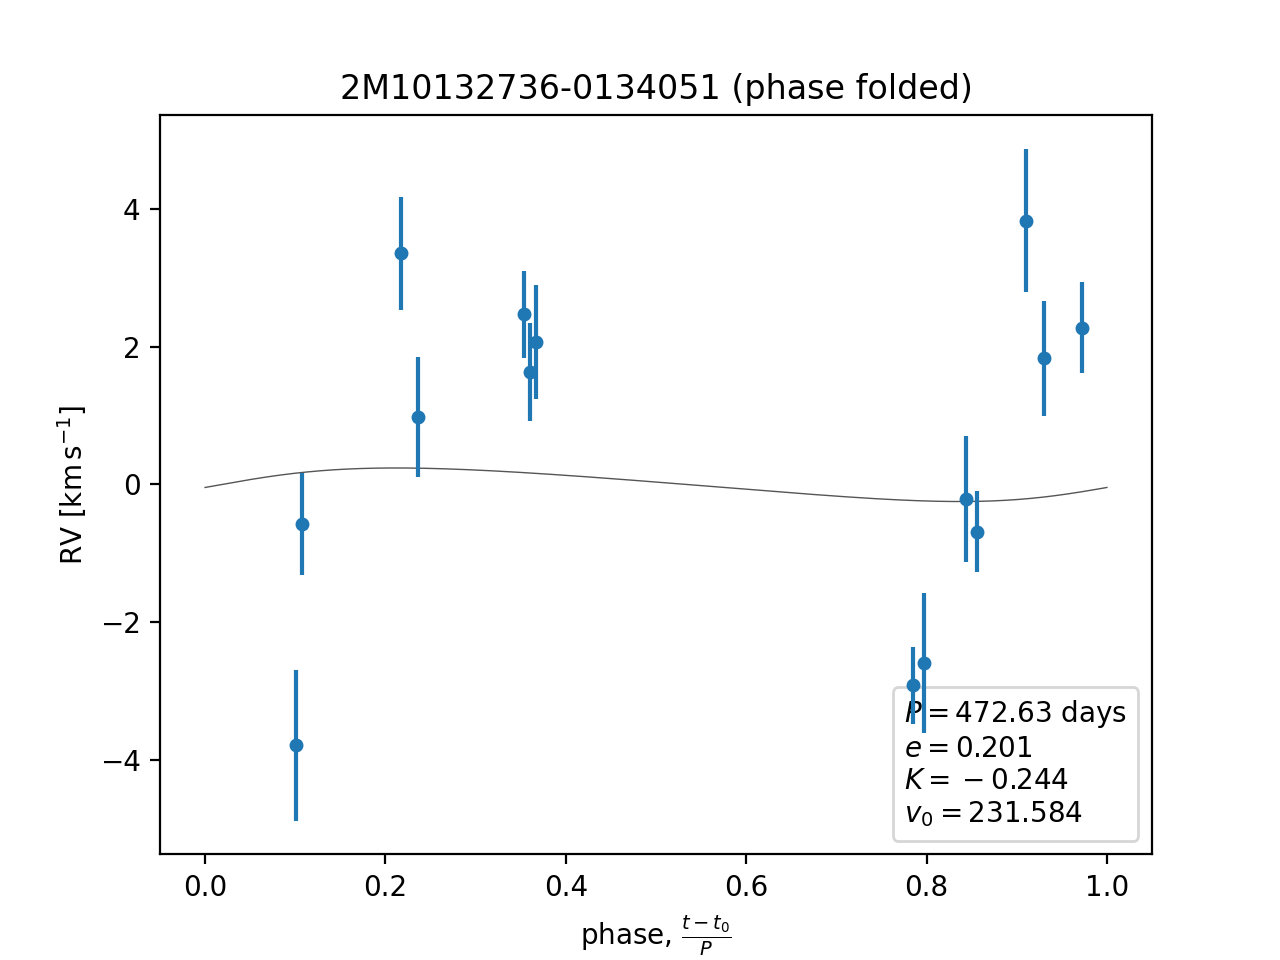 2M10132736-0134051 (phase folded)
RV [km s⁻¹]
4
2
0
−2
−4
P = 472.63 days
e = 0.201
K = −0.244
v₀ = 231.584
0.0 0.2 0.4 0.6 0.8 1.0
phase, (t − t₀)/P